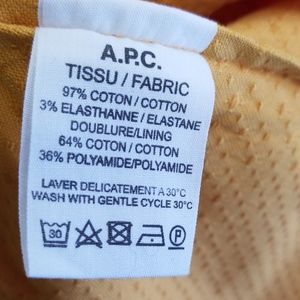 A.P.C.
TISSU / FABRIC
97% COTON / COTTON
3% ELASTHANNE / ELASTANE
DOUBLURE/LINING
64% COTON / COTTON
36% POLYAMIDE/POLYAMIDE
LAVER DELICATEMENT A 30°C
WASH WITH GENTLE CYCLE 30°C
30 P